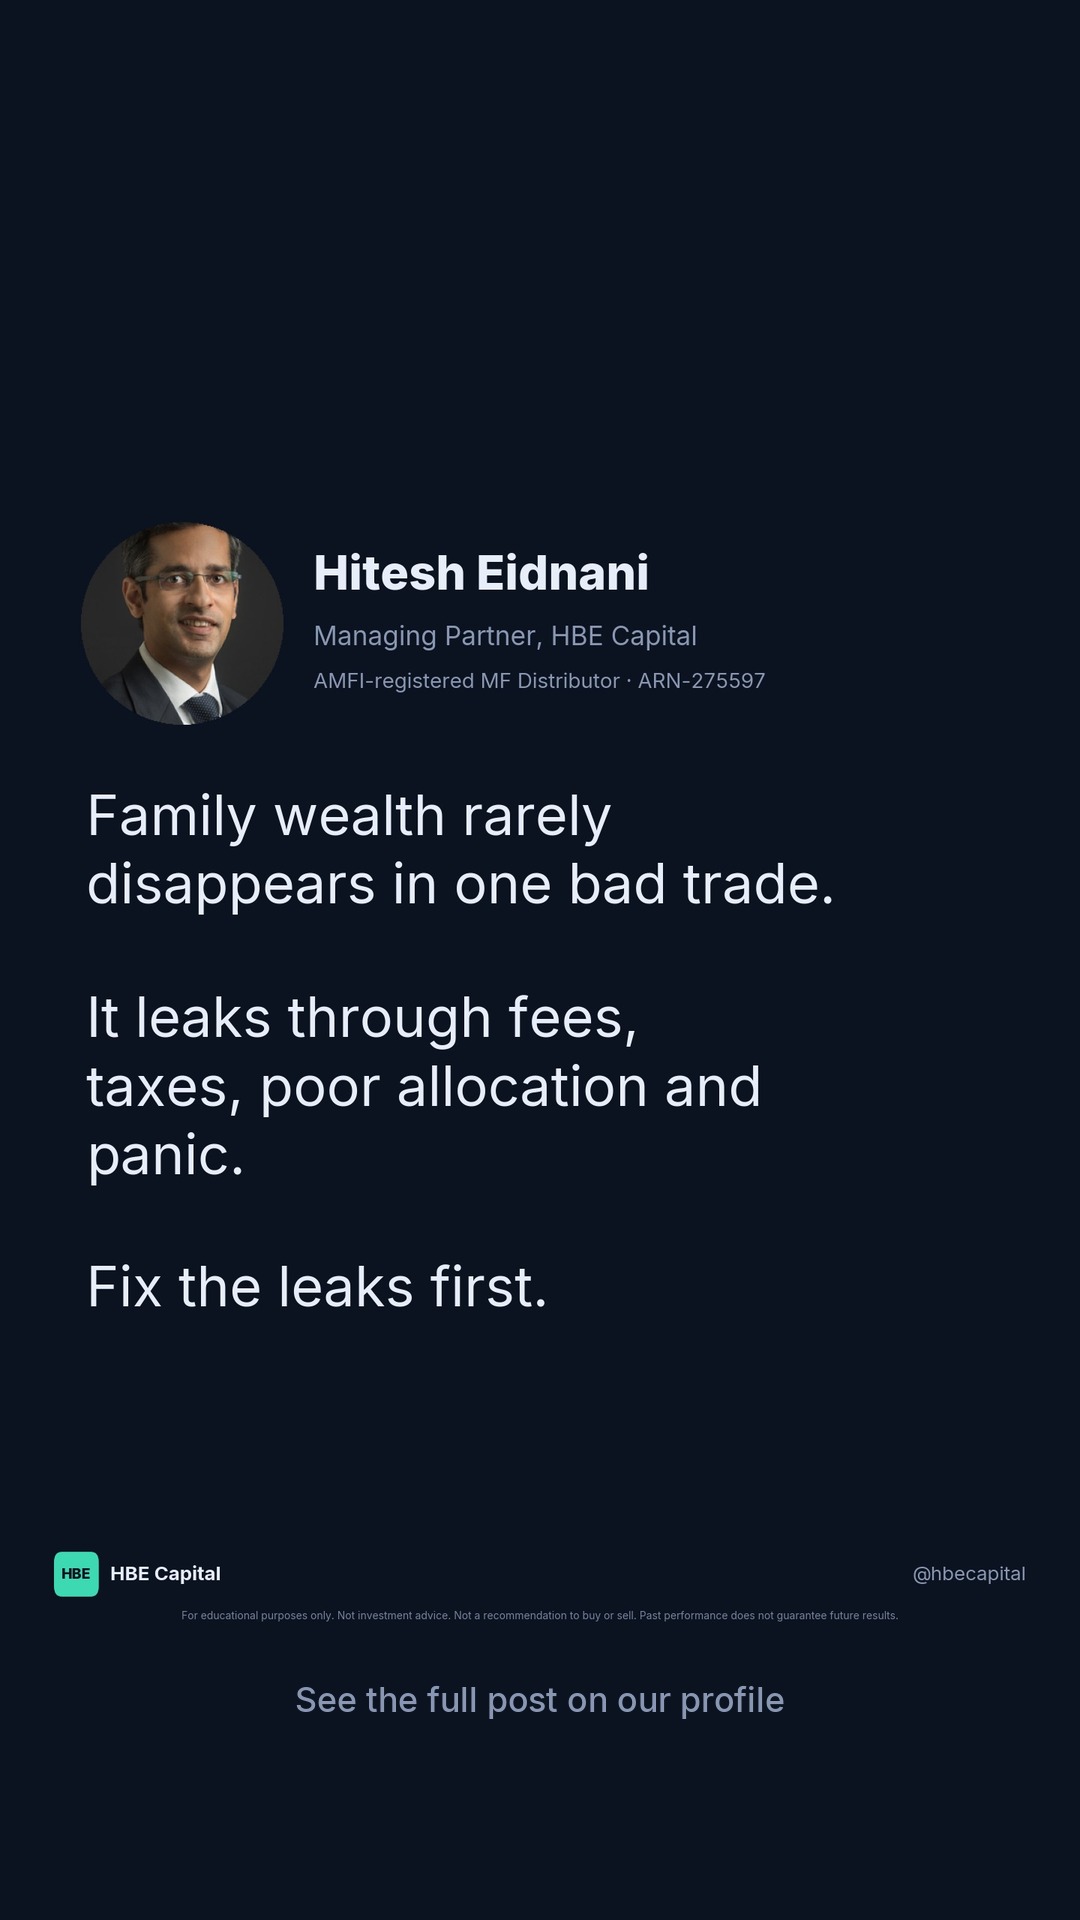 Hitesh Eidnani
Managing Partner, HBE Capital
AMFI-registered MF Distributor · ARN-275597
Family wealth rarely
disappears in one bad trade.
It leaks through fees,
taxes, poor allocation and
panic.
Fix the leaks first.
HBE
HBE Capital
@hbecapital
For educational purposes only. Not investment advice. Not a recommendation to buy or sell. Past performance does not guarantee future results.
See the full post on our profile